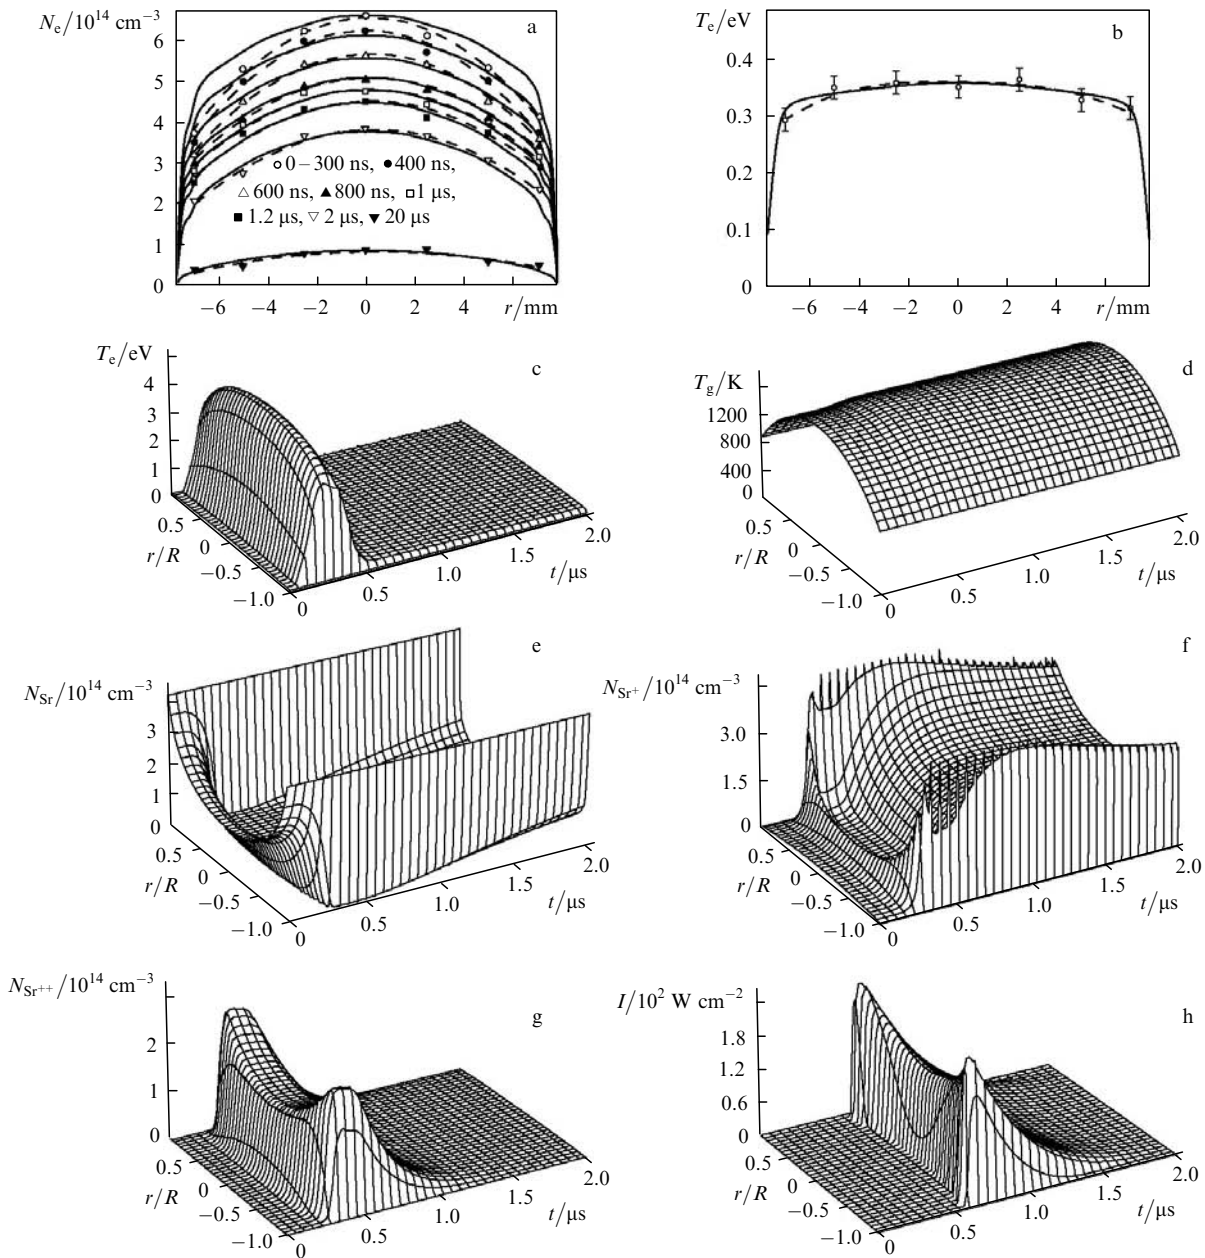 N_e/10^14 cm^−3
a
6
5
4
3
2
1
0
○ 0 – 300 ns, ● 400 ns,
△ 600 ns, ▲ 800 ns, □ 1 μs,
■ 1.2 μs, ▽ 2 μs, ▼ 20 μs
−6 −4 −2 0 2 4 r/mm
T_e/eV
b
0.4
0.3
0.2
0.1
0
−6 −4 −2 0 2 4 r/mm
T_e/eV
c
4
3
2
1
0
0.5
0
−0.5
−1.0
r/R
0
0.5
1.0
1.5
2.0
t/μs
T_g/K
d
1200
800
400
0
0.5
0
−0.5
−1.0
r/R
0
0.5
1.0
1.5
2.0
t/μs
N_Sr/10^14 cm^−3
e
3
2
1
0
0.5
0
−0.5
−1.0
r/R
0
0.5
1.0
1.5
2.0
t/μs
N_Sr+/10^14 cm^−3
f
3.0
1.5
0
0.5
0
−0.5
−1.0
r/R
0
0.5
1.0
1.5
2.0
t/μs
N_Sr++/10^14 cm^−3
g
2
1
0
0.5
0
−0.5
−1.0
r/R
0
0.5
1.0
1.5
2.0
t/μs
I/10^2 W cm^−2
h
1.8
1.2
0.6
0
0.5
0
−0.5
−1.0
r/R
0
0.5
1.0
1.5
2.0
t/μs